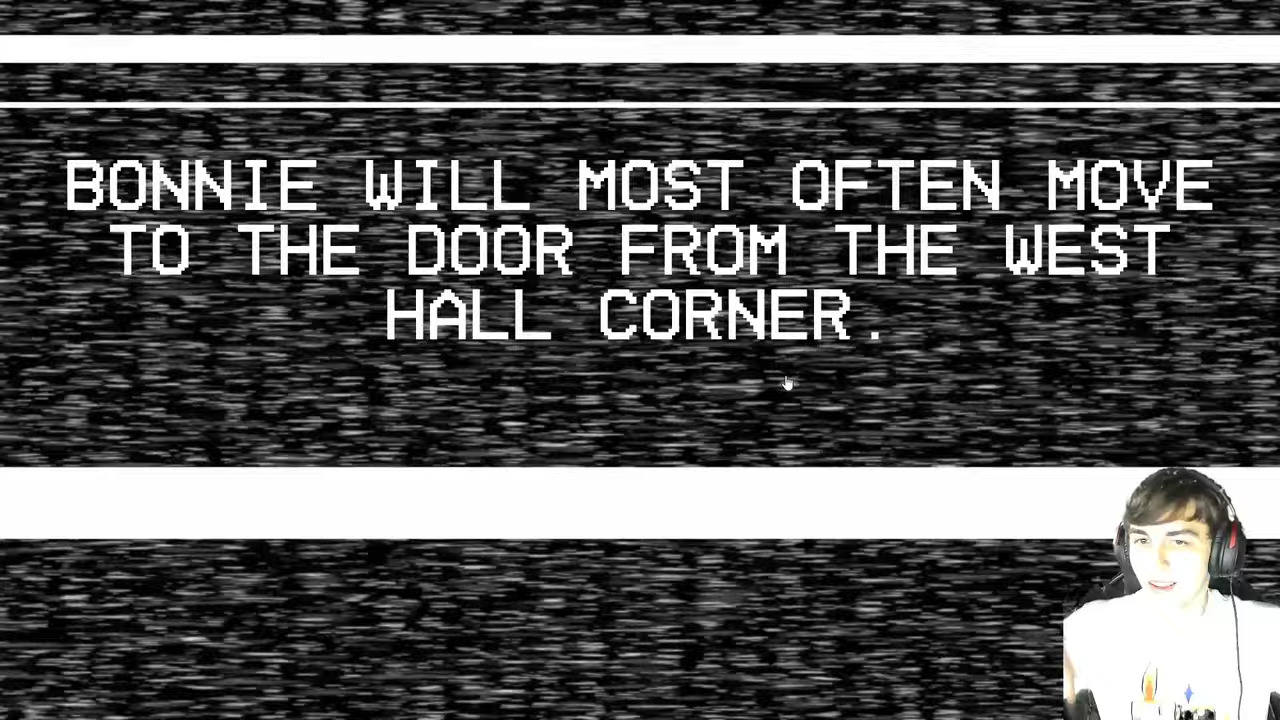 BONNIE WILL MOST OFTEN MOVE
TO THE DOOR FROM THE WEST
HALL CORNER.